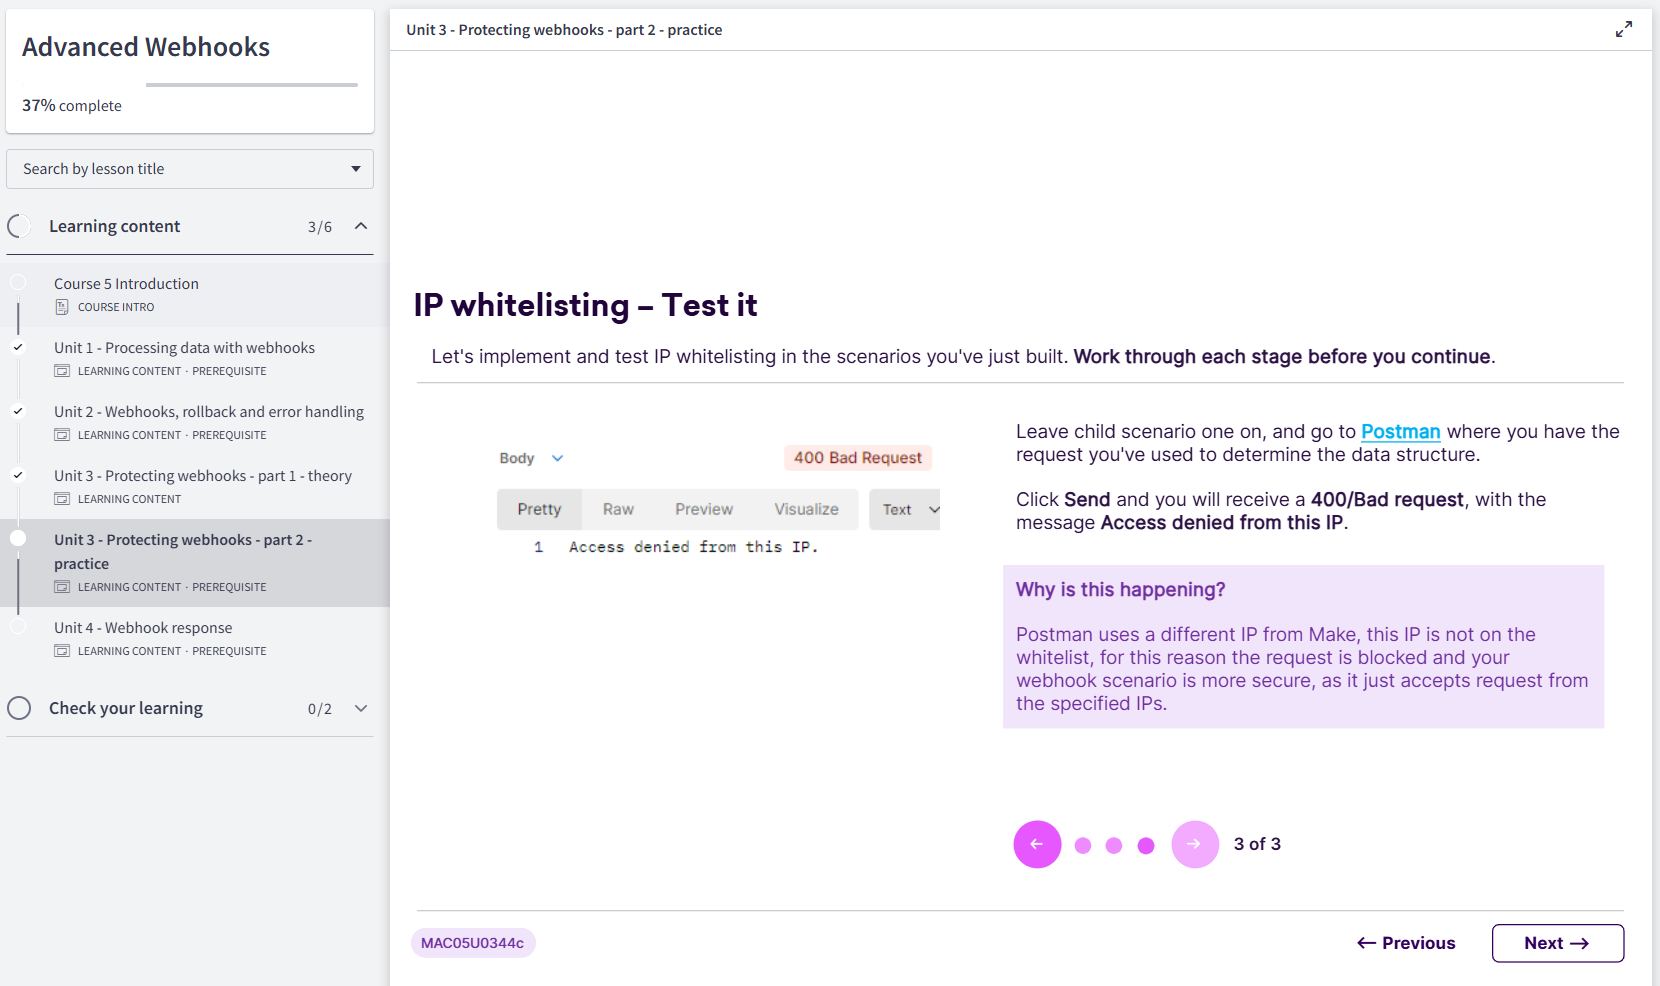 Advanced Webhooks
37% complete
Search by lesson title
Learning content 3/6
Course 5 Introduction
COURSE INTRO
Unit 1 - Processing data with webhooks
LEARNING CONTENT · PREREQUISITE
Unit 2 - Webhooks, rollback and error handling
LEARNING CONTENT · PREREQUISITE
Unit 3 - Protecting webhooks - part 1 - theory
LEARNING CONTENT
Unit 3 - Protecting webhooks - part 2 -
practice
LEARNING CONTENT · PREREQUISITE
Unit 4 - Webhook response
LEARNING CONTENT · PREREQUISITE
Check your learning 0/2
Unit 3 - Protecting webhooks - part 2 - practice
IP whitelisting – Test it
Let's implement and test IP whitelisting in the scenarios you've just built. Work through each stage before you continue.
Body 400 Bad Request
Pretty Raw Preview Visualize Text
1 Access denied from this IP.
Leave child scenario one on, and go to Postman where you have the
request you've used to determine the data structure.
Click Send and you will receive a 400/Bad request, with the
message Access denied from this IP.
Why is this happening?
Postman uses a different IP from Make, this IP is not on the
whitelist, for this reason the request is blocked and your
webhook scenario is more secure, as it just accepts request from
the specified IPs.
← → 3 of 3
MAC05U0344c
← Previous Next →